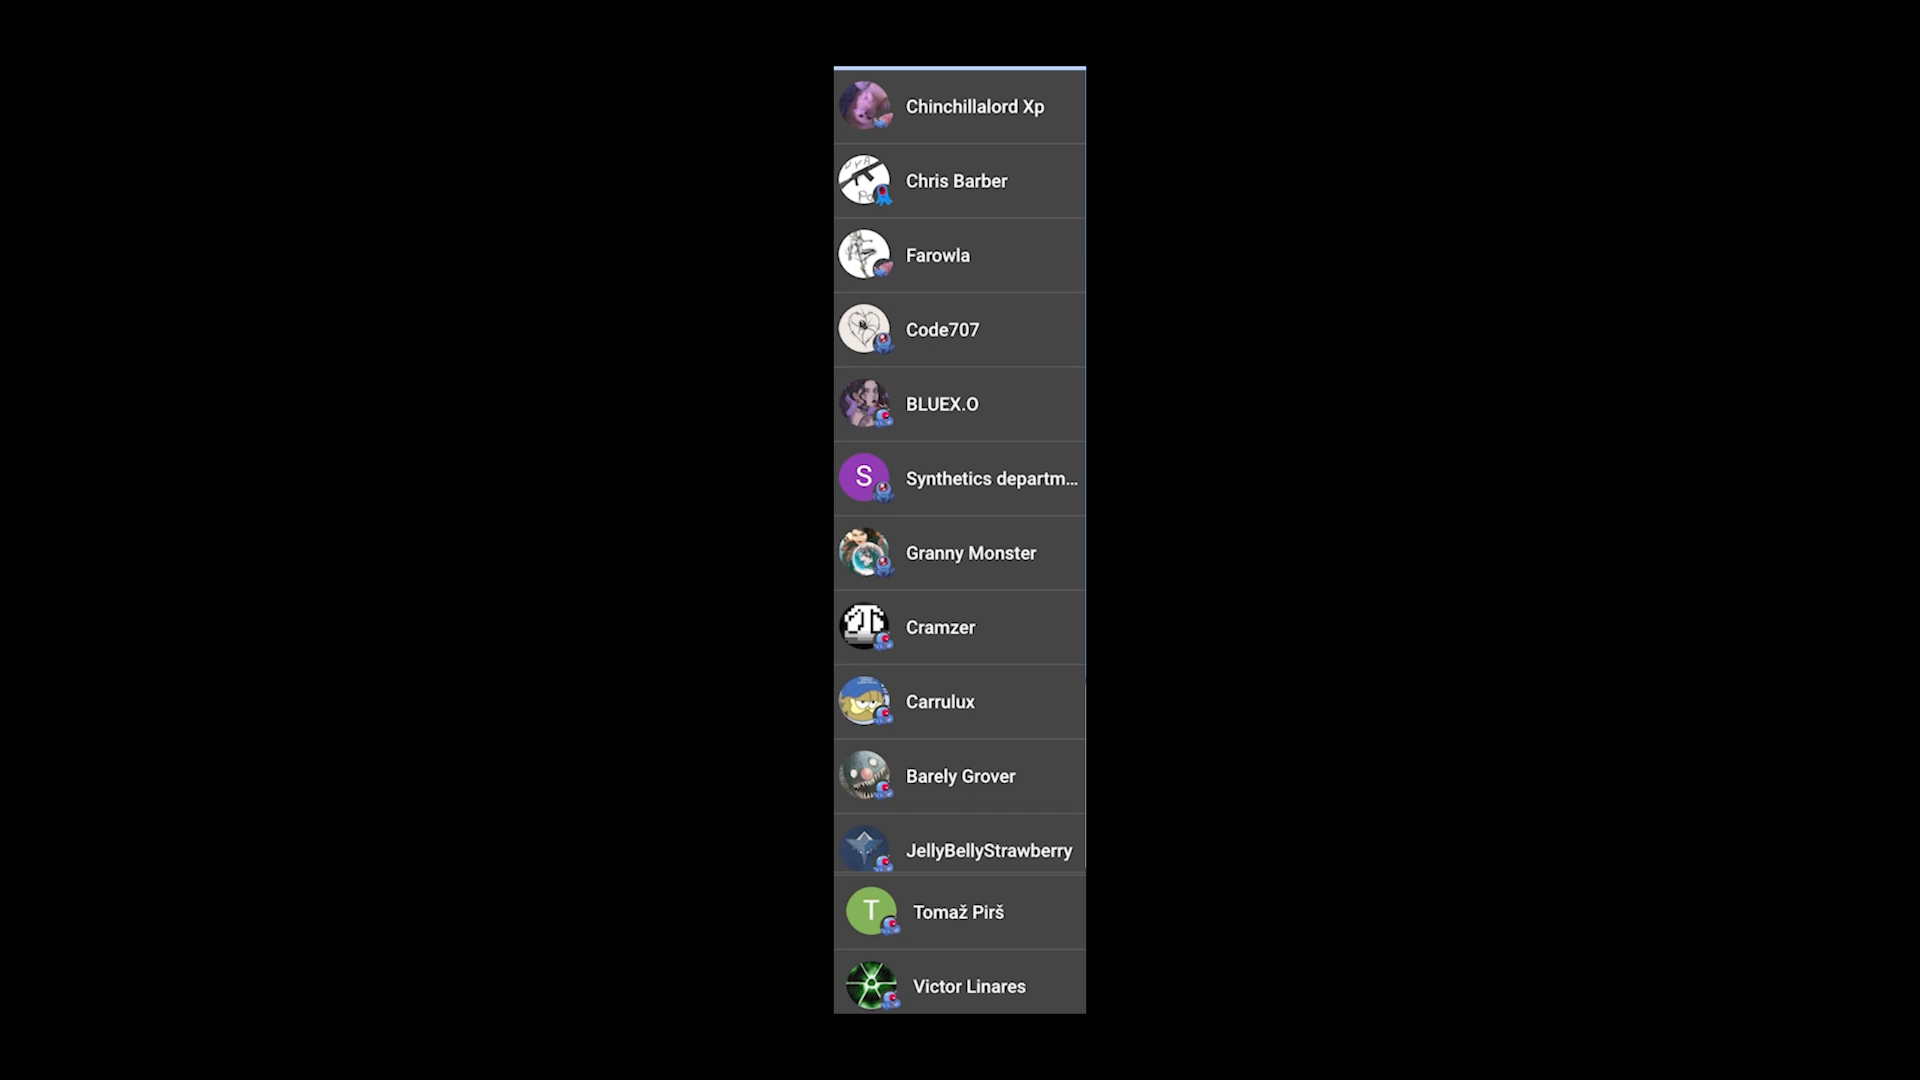 Chinchillalord Xp
Chris Barber
Farowla
Code707
BLUEX.O
S
Synthetics departm...
Granny Monster
Cramzer
Carrulux
Barely Grover
JellyBellyStrawberry
T
Tomaž Pirš
Victor Linares